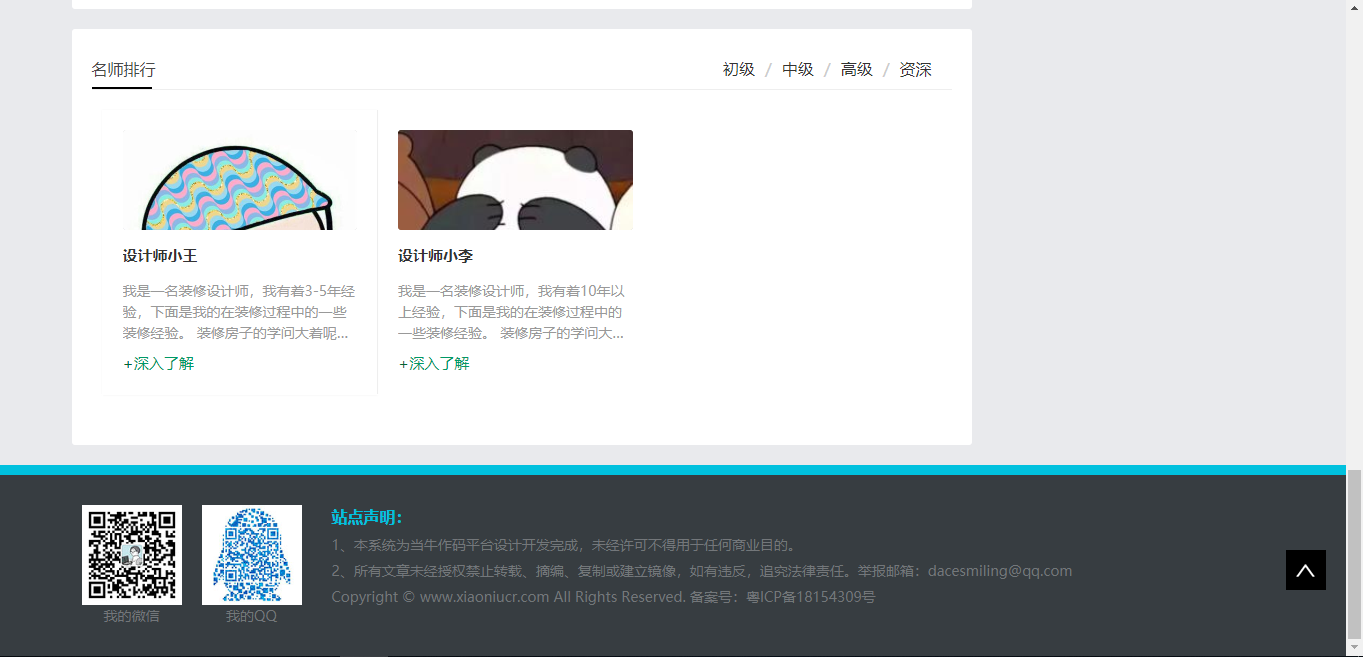 名师排行
初级 / 中级 / 高级 / 资深
设计师小王
我是一名装修设计师，我有着3-5年经
验，下面是我的在装修过程中的一些
装修经验。 装修房子的学问大着呢...
+深入了解
设计师小李
我是一名装修设计师，我有着10年以
上经验，下面是我的在装修过程中的
一些装修经验。 装修房子的学问大...
+深入了解
我的微信
我的QQ
站点声明：
1、本系统为当牛作码平台设计开发完成，未经许可不得用于任何商业目的。
2、所有文章未经授权禁止转载、摘编、复制或建立镜像，如有违反，追究法律责任。举报邮箱：dacesmiling@qq.com
Copyright © www.xiaoniucr.com All Rights Reserved. 备案号：粤ICP备18154309号